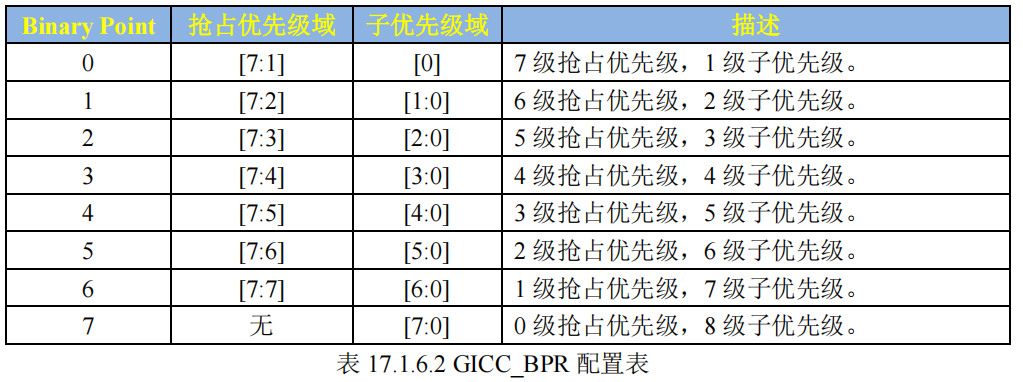 Binary Point 抢占优先级域 子优先级域 描述
0 [7:1] [0] 7 级抢占优先级，1 级子优先级。
1 [7:2] [1:0] 6 级抢占优先级，2 级子优先级。
2 [7:3] [2:0] 5 级抢占优先级，3 级子优先级。
3 [7:4] [3:0] 4 级抢占优先级，4 级子优先级。
4 [7:5] [4:0] 3 级抢占优先级，5 级子优先级。
5 [7:6] [5:0] 2 级抢占优先级，6 级子优先级。
6 [7:7] [6:0] 1 级抢占优先级，7 级子优先级。
7 无 [7:0] 0 级抢占优先级，8 级子优先级。
表 17.1.6.2 GICC_BPR 配置表